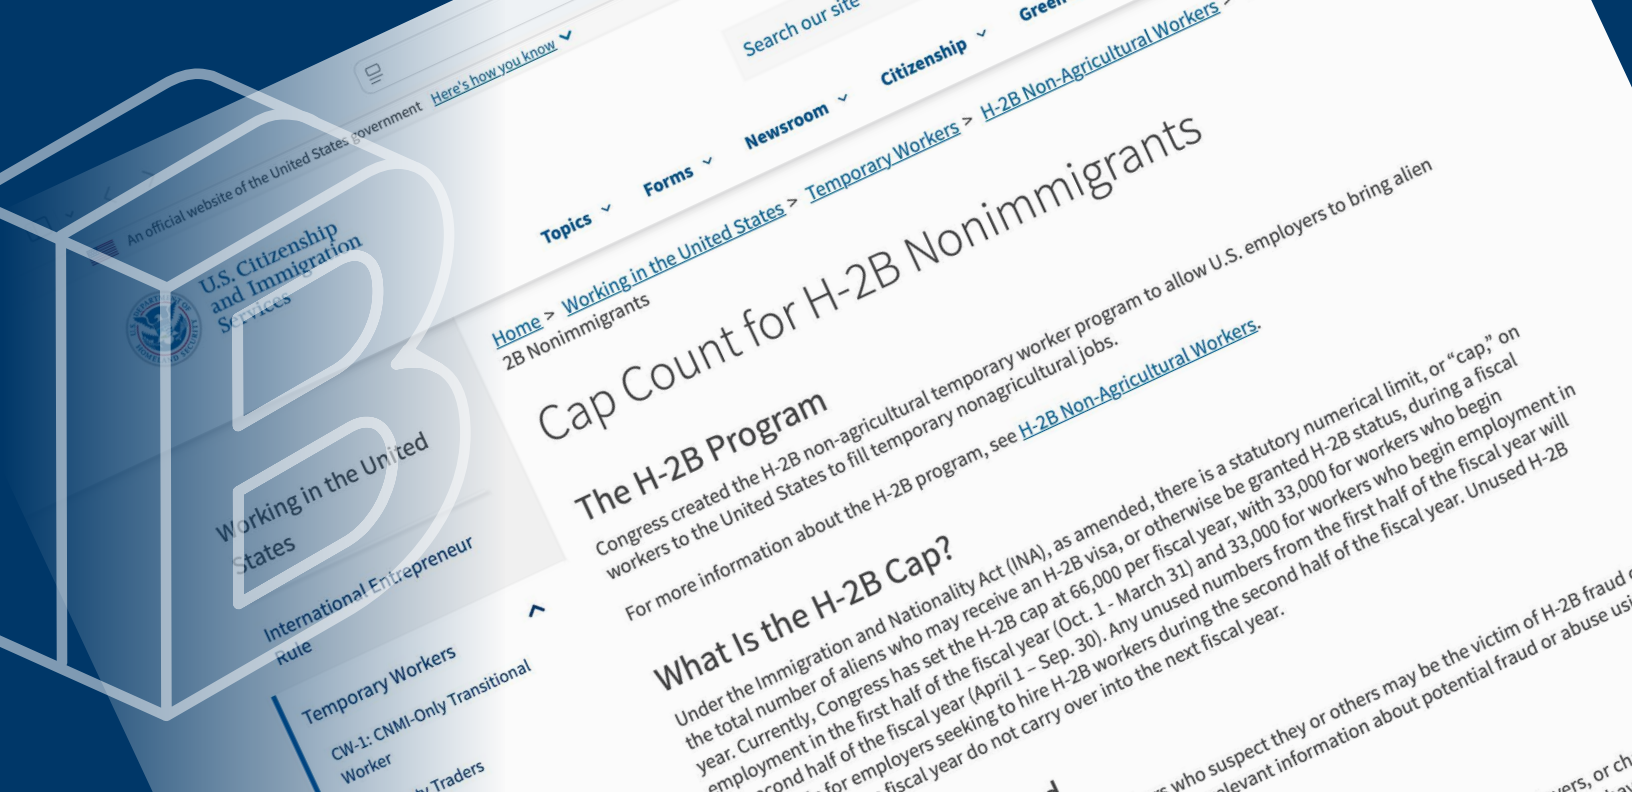 Here's how you know
An official website of the United States government
Search our site
U.S. Citizenship
and Immigration
Services
Topics
Forms
Newsroom
Citizenship
Green
Home > Working in the United States > Temporary Workers > H-2B Non-Agricultural Workers >
2B Nonimmigrants
Cap Count for H-2B Nonimmigrants
The H-2B Program
Congress created the H-2B non-agricultural temporary worker program to allow U.S. employers to bring alien
workers to the United States to fill temporary nonagricultural jobs.
For more information about the H-2B program, see H-2B Non-Agricultural Workers.
What Is the H-2B Cap?
Under the Immigration and Nationality Act (INA), as amended, there is a statutory numerical limit, or “cap,” on
the total number of aliens who may receive an H-2B visa, or otherwise be granted H-2B status, during a fiscal
year. Currently, Congress has set the H-2B cap at 66,000 per fiscal year, with 33,000 for workers who begin
employment in the first half of the fiscal year (Oct. 1 - March 31) and 33,000 for workers who begin employment in
second half of the fiscal year (April 1 – Sep. 30). Any unused numbers from the first half of the fiscal year will
for employers seeking to hire H-2B workers during the second half of the fiscal year. Unused H-2B
fiscal year do not carry over into the next fiscal year.
who suspect they or others may be the victim of H-2B fraud
relevant information about potential fraud or abuse
Working in the United
States
International Entrepreneur
Rule
Temporary Workers
CW-1: CNMI-Only Transitional
Worker
Traders